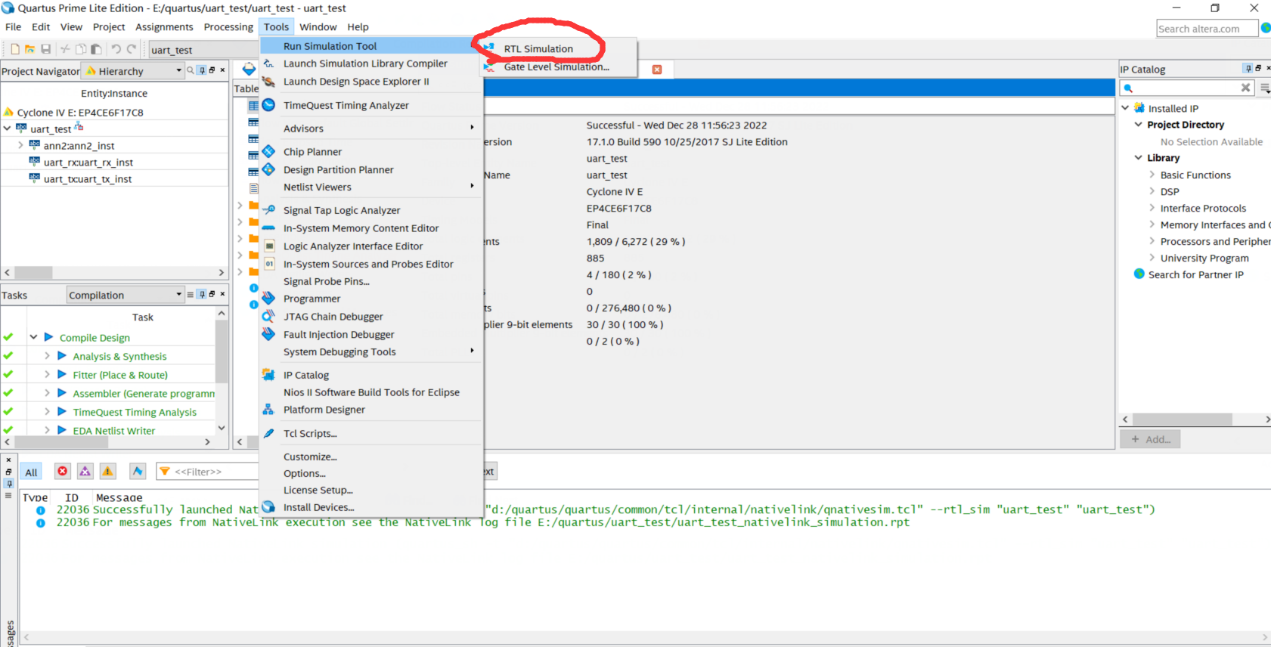 Quartus Prime Lite Edition - E:/quartus/uart_test/uart_test - uart_test
File Edit View Project Assignments Processing Tools Window Help
Search altera.com
uart_test
Run Simulation Tool
RTL Simulation
Gate Level Simulation...
Launch Simulation Library Compiler
Launch Design Space Explorer II
TimeQuest Timing Analyzer
Advisors
Chip Planner
Design Partition Planner
Netlist Viewers
Signal Tap Logic Analyzer
In-System Memory Content Editor
Logic Analyzer Interface Editor
In-System Sources and Probes Editor
Signal Probe Pins...
Programmer
JTAG Chain Debugger
Fault Injection Debugger
System Debugging Tools
IP Catalog
Nios II Software Build Tools for Eclipse
Platform Designer
Tcl Scripts...
Customize...
Options...
License Setup...
Install Devices...
Project Navigator Hierarchy
Entity:Instance
Cyclone IV E: EP4CE6F17C8
uart_test
ann2:ann2_inst
uart_rx:uart_rx_inst
uart_tx:uart_tx_inst
Tasks Compilation
Task
Compile Design
Analysis & Synthesis
Fitter (Place & Route)
Assembler (Generate programm
TimeQuest Timing Analysis
EDA Netlist Writer
Table
Successful - Wed Dec 28 11:56:23 2022
ersion 17.1.0 Build 590 10/25/2017 SJ Lite Edition
uart_test
Name uart_test
Cyclone IV E
EP4CE6F17C8
Final
ents 1,809 / 6,272 ( 29 % )
885
4 / 180 ( 2 % )
s 0
ts 0 / 276,480 ( 0 % )
plier 9-bit elements 30 / 30 ( 100 % )
0 / 2 ( 0 % )
IP Catalog
Installed IP
Project Directory
No Selection Available
Library
Basic Functions
DSP
Interface Protocols
Memory Interfaces and C
Processors and Peripher
University Program
Search for Partner IP
+ Add...
All <<Filter>> ext
Type ID Message
22036 Successfully launched Nat "d:/quartus/quartus/common/tcl/internal/nativelink/qnativesim.tcl" --rtl_sim "uart_test" "uart_test")
22036 For messages from NativeLink execution see the NativeLink log file E:/quartus/uart_test/uart_test_nativelink_simulation.rpt
sages